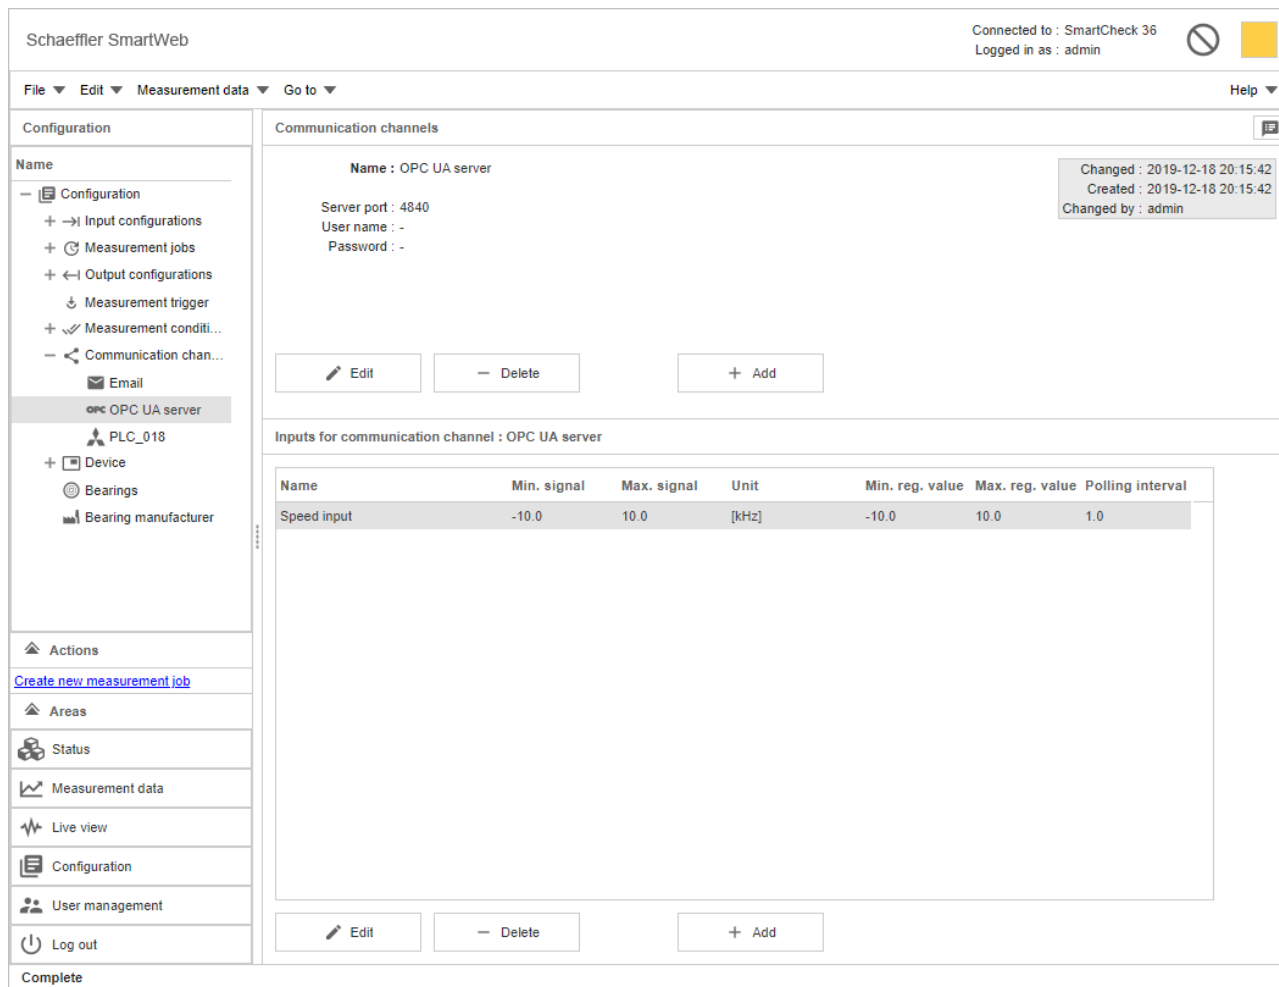 Schaeffler SmartWeb
Connected to : SmartCheck 36
Logged in as : admin
File Edit Measurement data Go to Help
Configuration
Name
Configuration
Input configurations
Measurement jobs
Output configurations
Measurement trigger
Measurement conditi...
Communication chan...
Email
OPC OPC UA server
PLC_018
Device
Bearings
Bearing manufacturer
Actions
Create new measurement job
Areas
Status
Measurement data
Live view
Configuration
User management
Log out
Communication channels
Name : OPC UA server
Server port : 4840
User name : -
Password : -
Changed : 2019-12-18 20:15:42
Created : 2019-12-18 20:15:42
Changed by : admin
Edit Delete Add
Inputs for communication channel : OPC UA server
Name Min. signal Max. signal Unit Min. reg. value Max. reg. value Polling interval
Speed input -10.0 10.0 [kHz] -10.0 10.0 1.0
Edit Delete Add
Complete